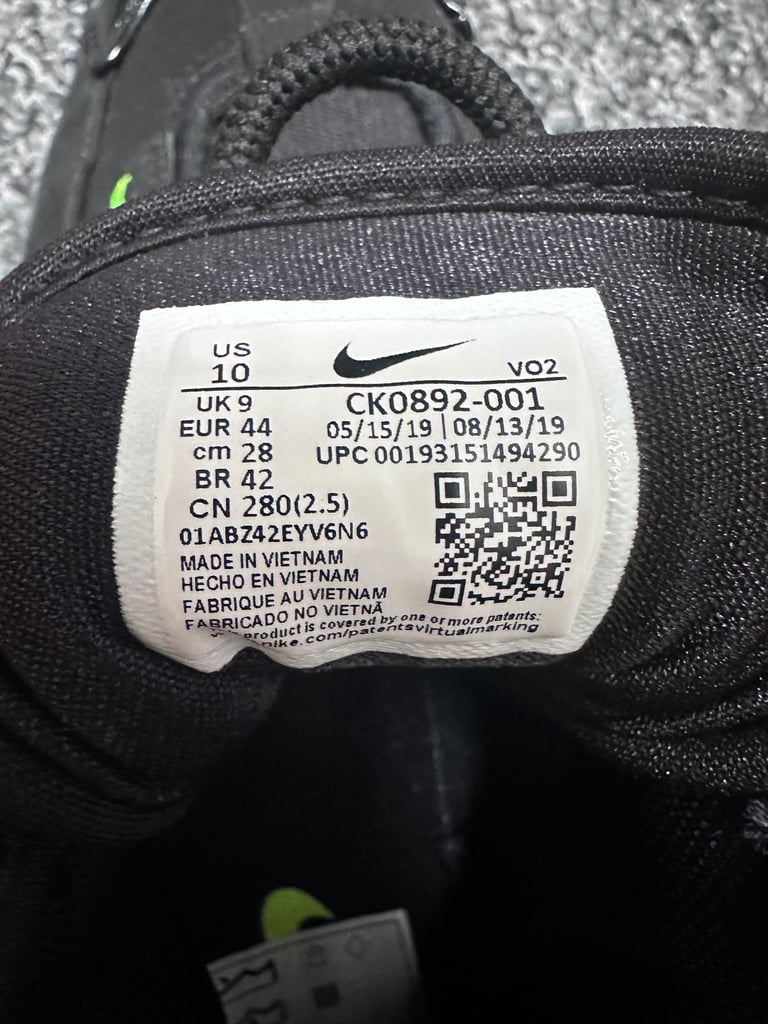 US
10
VO2
UK 9
EUR 44
cm 28
BR 42
CN 280(2.5)
CK0892-001
05/15/19 | 08/13/19
UPC 00193151494290
01ABZ42EYV6N6
MADE IN VIETNAM
HECHO EN VIETNAM
FABRIQUE AU VIETNAM
FABRICADO NO VIETNÃ
product is covered by one or more patents:
nike.com/patentsvirtualmarking